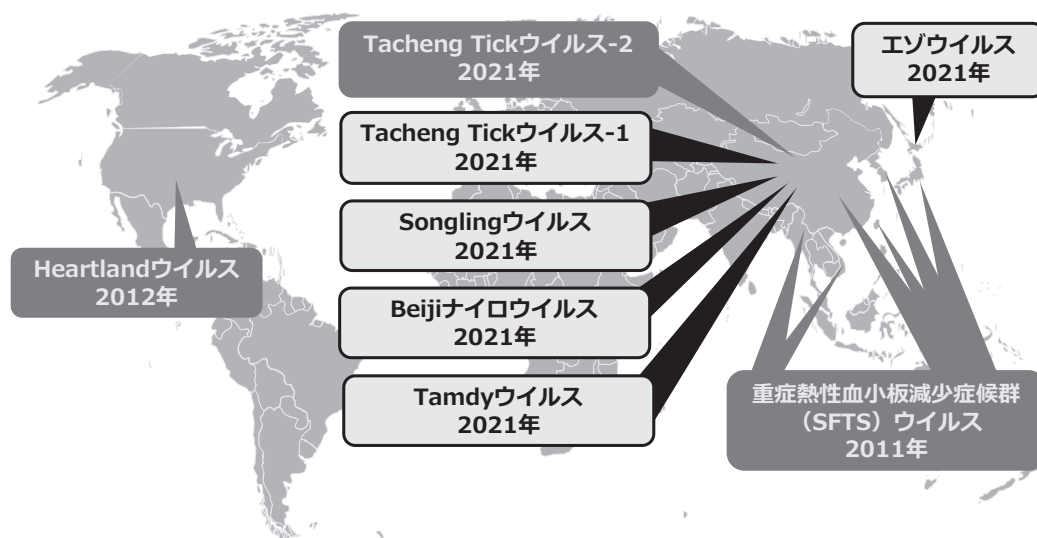 Tacheng Tickウイルス-2
2021年
エゾウイルス
2021年
Tacheng Tickウイルス-1
2021年
Songlingウイルス
2021年
Heartlandウイルス
2012年
Beijiナイロウイルス
2021年
Tamdyウイルス
2021年
重症熱性血小板減少症候群
（SFTS）ウイルス
2011年